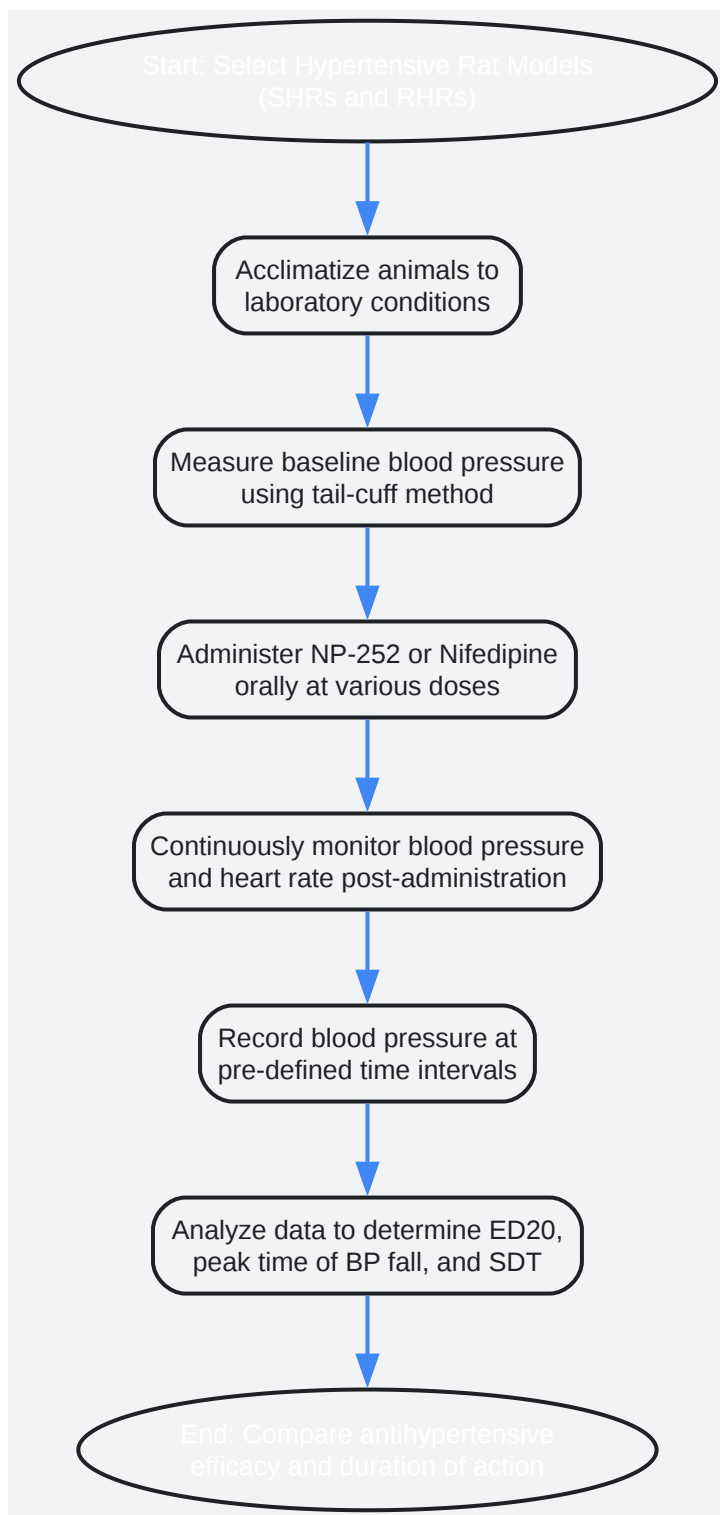 Start: Select Hypertensive Rat Models
(SHRs and RHRs)
Acclimatize animals to
laboratory conditions
Measure baseline blood pressure
using tail-cuff method
Administer NP-252 or Nifedipine
orally at various doses
Continuously monitor blood pressure
and heart rate post-administration
Record blood pressure at
pre-defined time intervals
Analyze data to determine ED20,
peak time of BP fall, and SDT
End: Compare antihypertensive
efficacy and duration of action